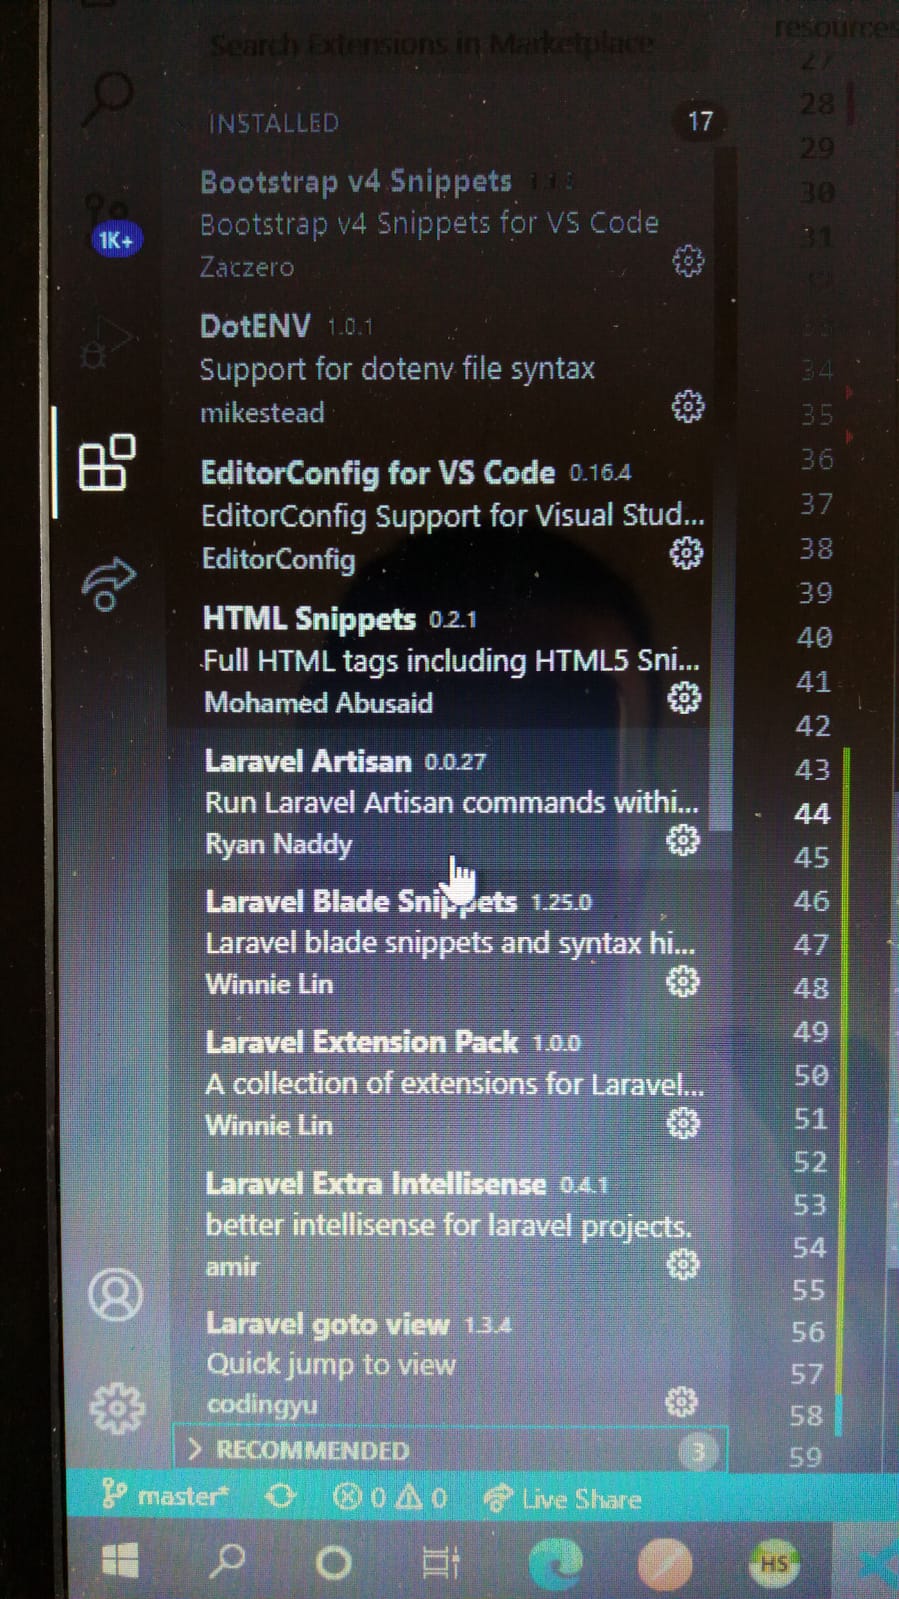 Search Extensions in Marketplace
resources
INSTALLED
17
Bootstrap v4 Snippets
Bootstrap v4 Snippets for VS Code
Zaczero
1K+
DotENV 1.0.1
Support for dotenv file syntax
mikestead
EditorConfig for VS Code 0.16.4
EditorConfig Support for Visual Stud...
EditorConfig
HTML Snippets 0.2.1
Full HTML tags including HTML5 Sni...
Mohamed Abusaid
Laravel Artisan 0.0.27
Run Laravel Artisan commands withi...
Ryan Naddy
Laravel Blade Snippets 1.25.0
Laravel blade snippets and syntax hi...
Winnie Lin
Laravel Extension Pack 1.0.0
A collection of extensions for Laravel...
Winnie Lin
Laravel Extra Intellisense 0.4.1
better intellisense for laravel projects.
amir
Laravel goto view 1.3.4
Quick jump to view
codingyu
RECOMMENDED 3
27
28
29
30
31
34
35
36
37
38
39
40
41
42
43
44
45
46
47
48
49
50
51
52
53
54
55
56
57
58
59
master* 0 0 Live Share
HS